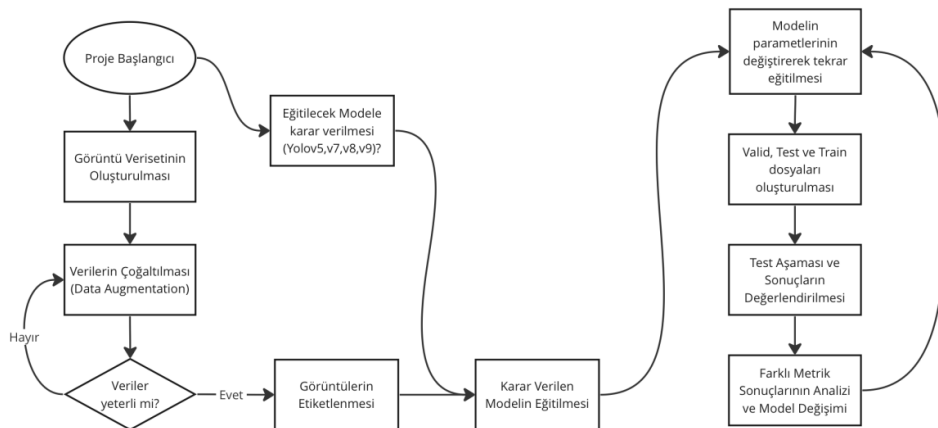 Proje Başlangıcı
Görüntü Verisetinin
Oluşturulması
Verilerin Çoğaltılması
(Data Augmentation)
Hayır
Veriler
yeterli mi?
Evet
Eğitilecek Modele
karar verilmesi
(Yolov5,v7,v8,v9)?
Görüntülerin
Etiketlenmesi
Karar Verilen
Modelin Eğitilmesi
Modelin
parametlerinin
değiştirerek tekrar
eğitilmesi
Valid, Test ve Train
dosyaları
oluşturulması
Test Aşaması ve
Sonuçların
Değerlendirilmesi
Farklı Metrik
Sonuçlarının Analizi
ve Model Değişimi